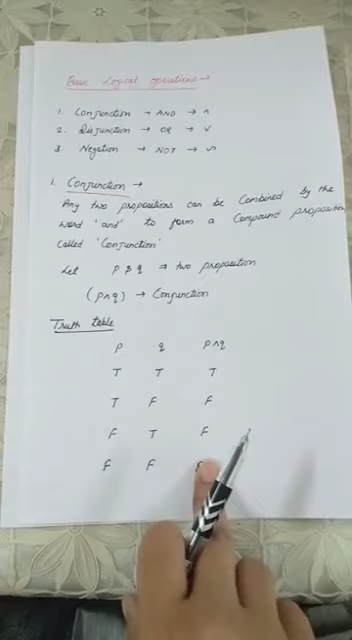 Basic Logical operations →
1. Conjunction → AND → ∧
2. Disjunction → OR → ∨
3. Negation → NOT → ∽
1. Conjunction →
Any two propositions can be Combined by the
word 'and' to form a Compound proposition
Called 'Conjunction'
Let p & q → two proposition
(p∧q) → Conjunction
Truth table
p q p∧q
T T T
T F F
F T F
F F